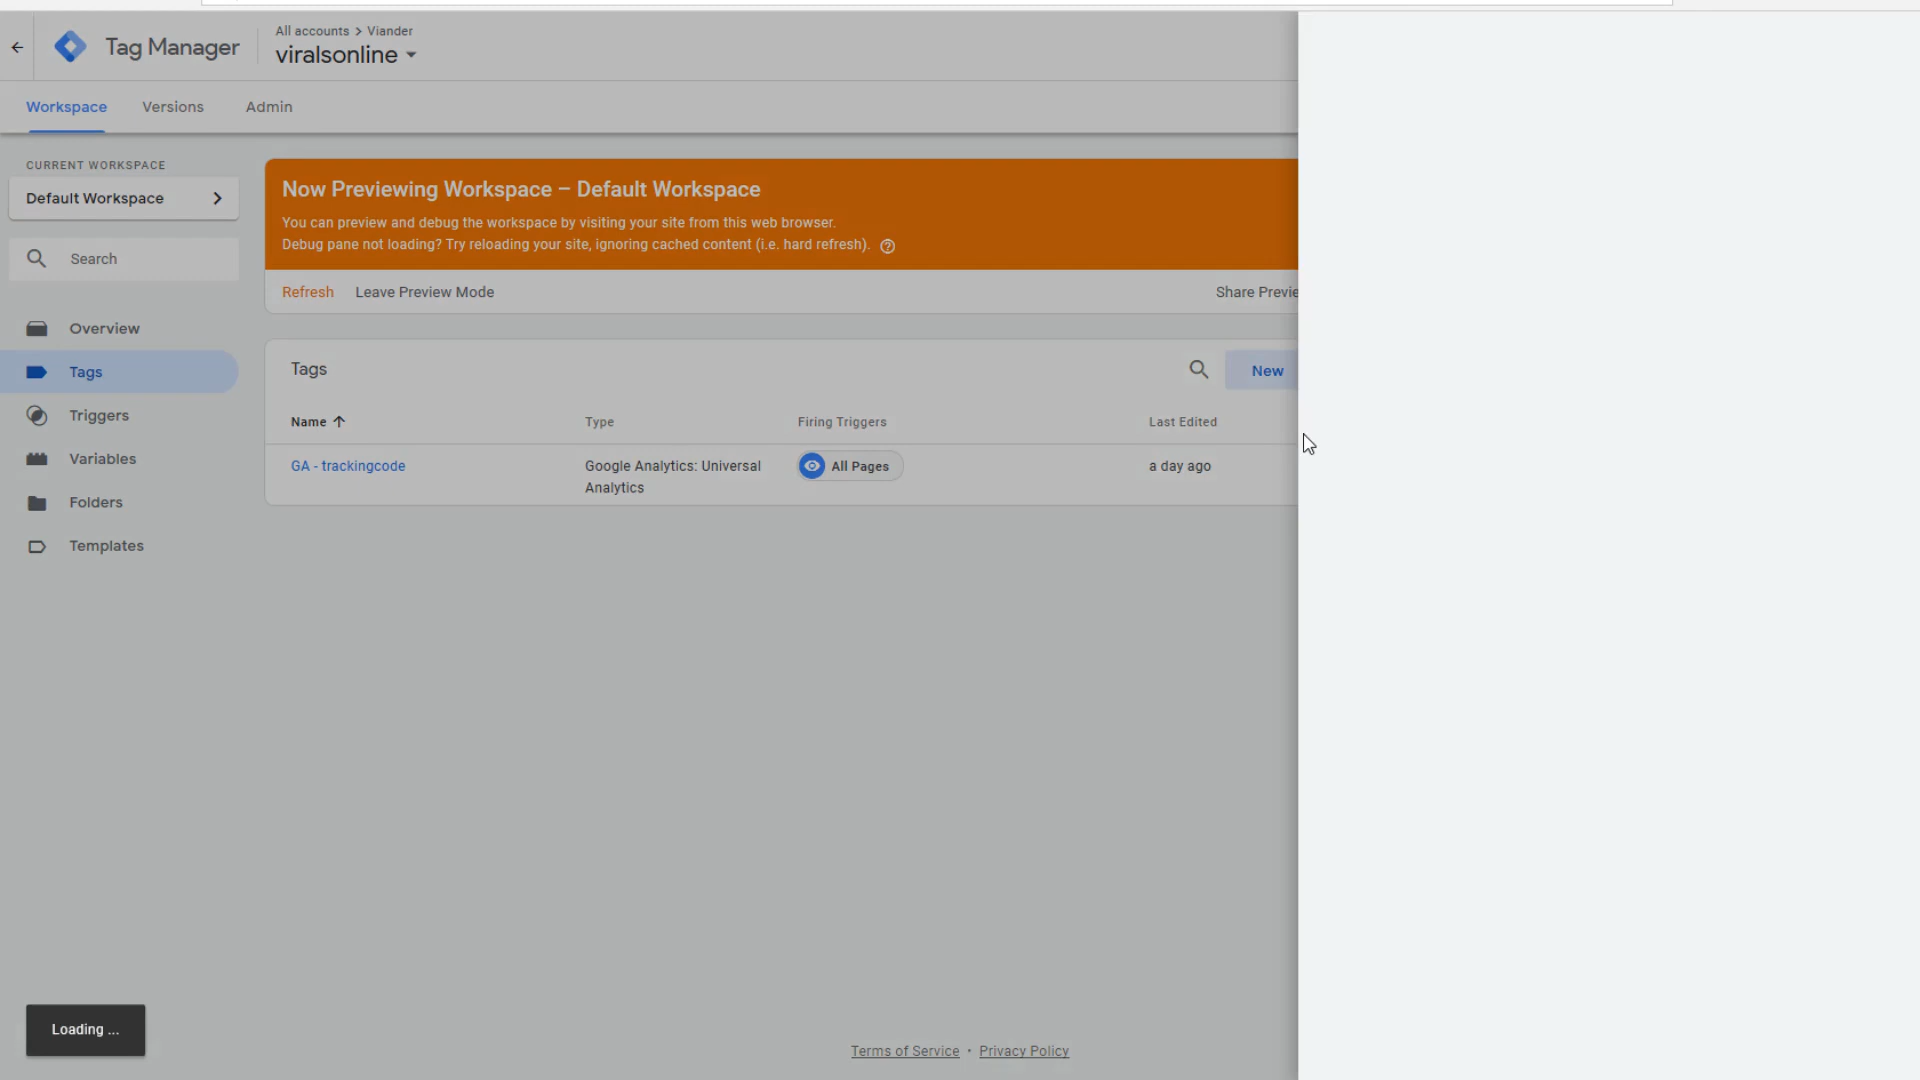 Tag Manager
All accounts > Viander
viralsonline
Workspace
Versions
Admin
CURRENT WORKSPACE
Default Workspace
Search
Overview
Tags
Triggers
Variables
Folders
Templates
Now Previewing Workspace – Default Workspace
You can preview and debug the workspace by visiting your site from this web browser.
Debug pane not loading? Try reloading your site, ignoring cached content (i.e. hard refresh).
Refresh
Leave Preview Mode
Share Previe
Tags
New
Name
Type
Firing Triggers
Last Edited
GA - trackingcode
Google Analytics: Universal
Analytics
All Pages
a day ago
Loading ...
Terms of Service • Privacy Policy